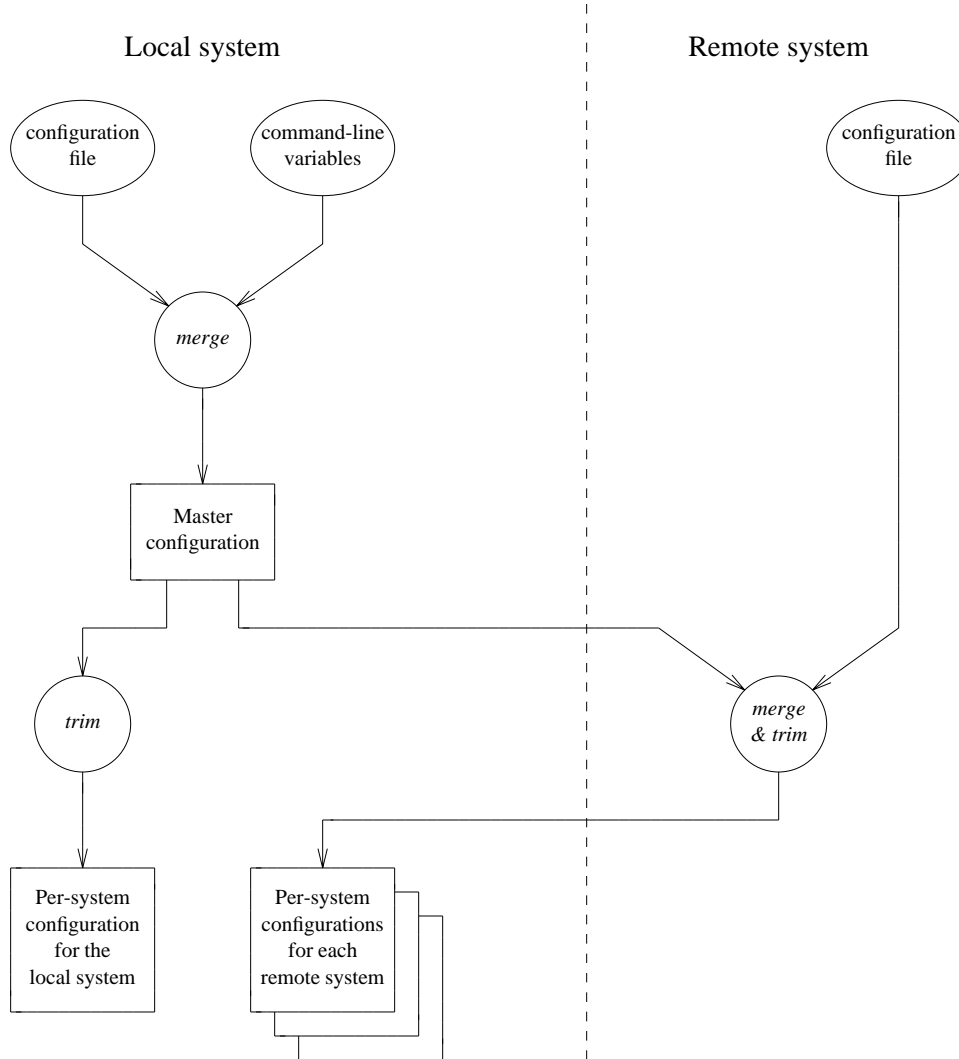 Local system
Remote system
configuration
file
command-line
variables
configuration
file
merge
Master
configuration
trim
merge
& trim
Per-system
configuration
for the
local system
Per-system
configurations
for each
remote system